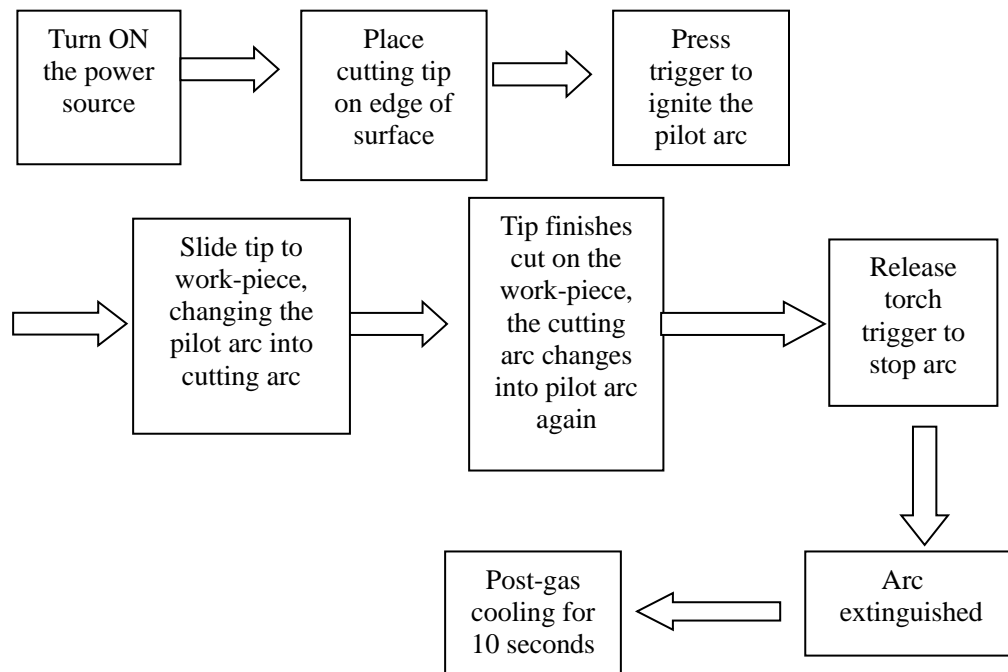 Turn ON
the power
source
Place
cutting tip
on edge of
surface
Press
trigger to
ignite the
pilot arc
Slide tip to
work-piece,
changing the
pilot arc into
cutting arc
Tip finishes
cut on the
work-piece,
the cutting
arc changes
into pilot arc
again
Release
torch
trigger to
stop arc
Arc
extinguished
Post-gas
cooling for
10 seconds